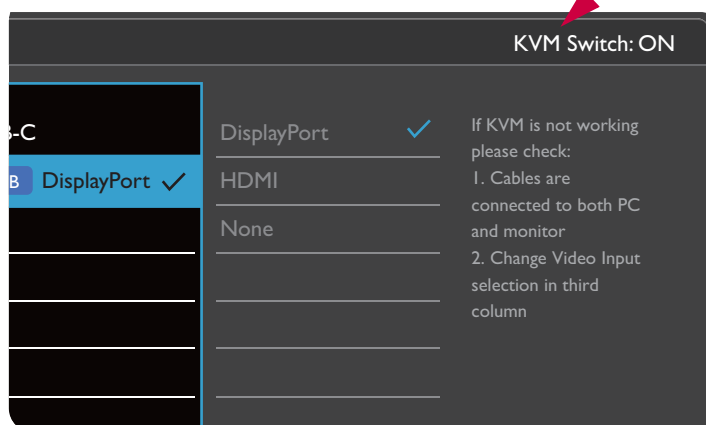 KVM Switch: ON
-C
B DisplayPort
DisplayPort
HDMI
None
If KVM is not working
please check:
1. Cables are
connected to both PC
and monitor
2. Change Video Input
selection in third
column